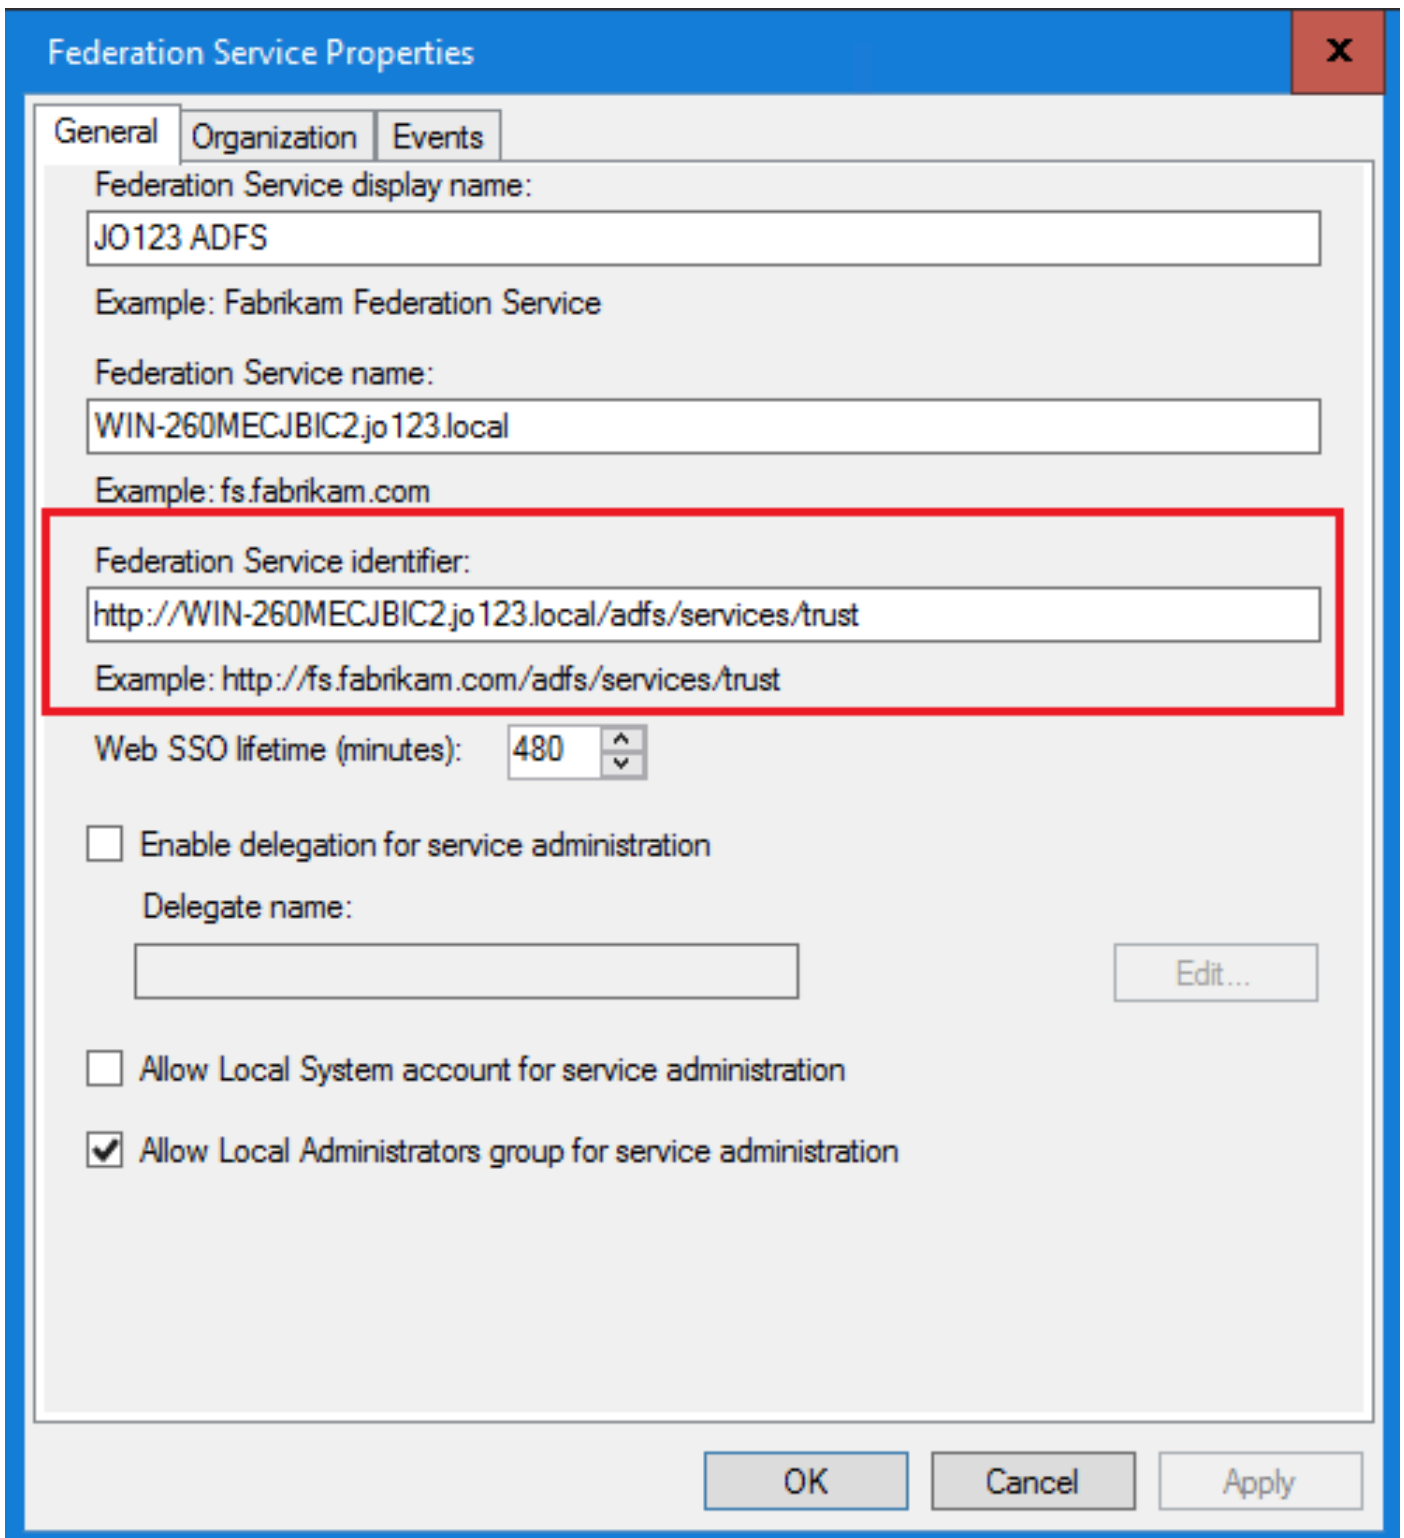 Federation Service Properties
x
General Organization Events
Federation Service display name:
JO123 ADFS
Example: Fabrikam Federation Service
Federation Service name:
WIN-260MECJBIC2.jo123.local
Example: fs.fabrikam.com
Federation Service identifier:
http://WIN-260MECJBIC2.jo123.local/adfs/services/trust
Example: http://fs.fabrikam.com/adfs/services/trust
Web SSO lifetime (minutes): 480
Enable delegation for service administration
Delegate name:
Edit...
Allow Local System account for service administration
Allow Local Administrators group for service administration
OK Cancel Apply